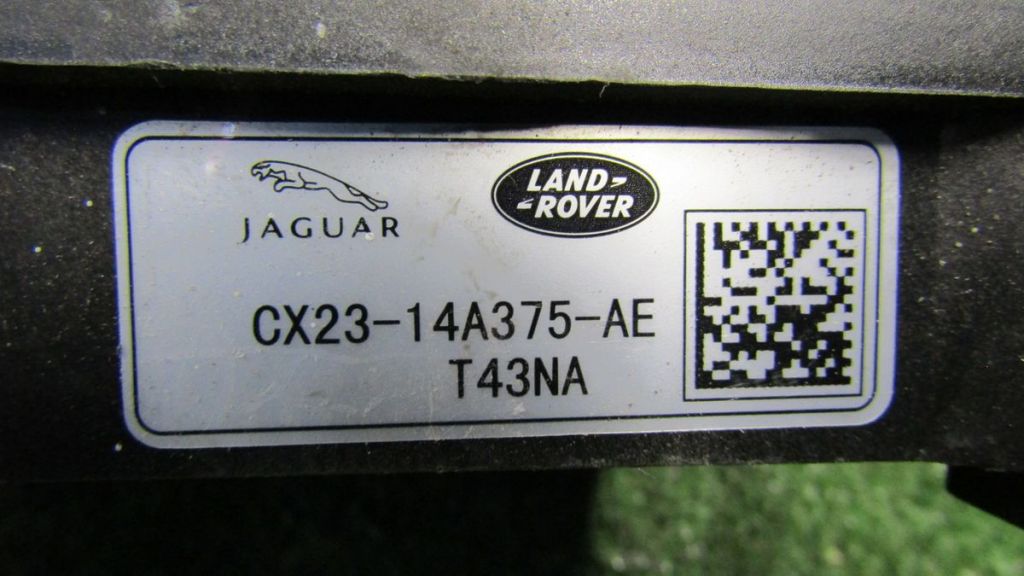 JAGUAR
LAND-
-ROVER
CX23-14A375-AE
T43NA